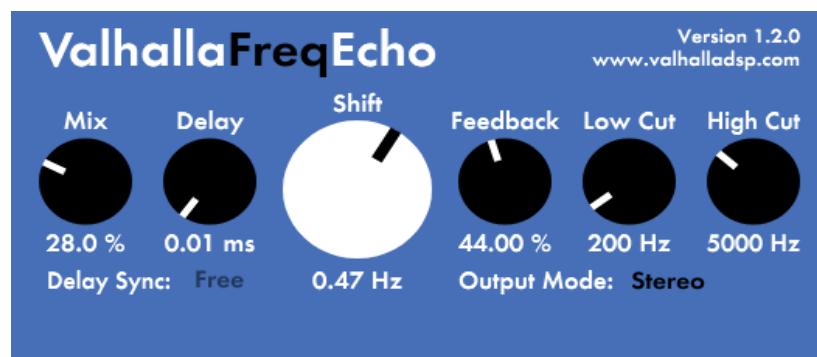 ValhallaFreqEcho
Version 1.2.0
www.valhalladsp.com
Mix
Delay
Shift
Feedback
Low Cut
High Cut
28.0 %
0.01 ms
0.47 Hz
44.00 %
200 Hz
5000 Hz
Delay Sync: Free
Output Mode: Stereo